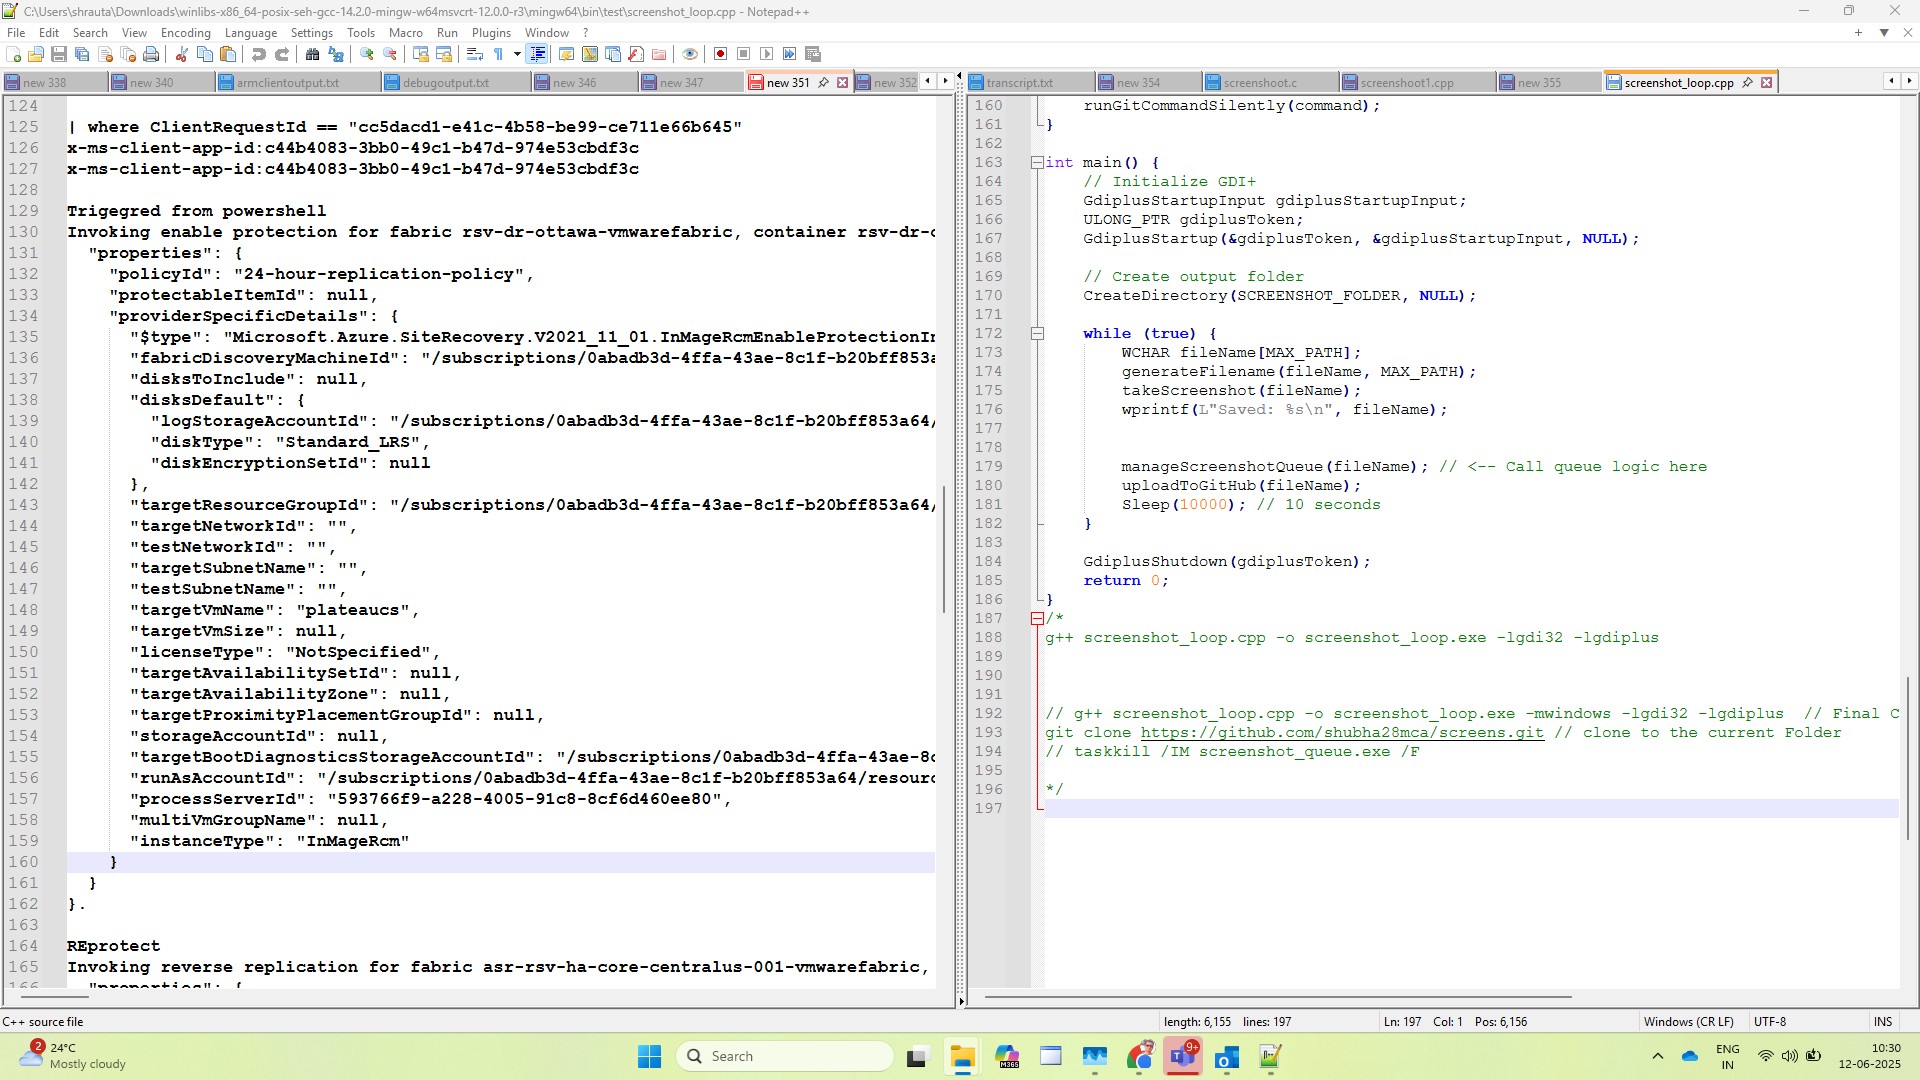 C:\Users\shrauta\Downloads\winlibs-x86_64-posix-seh-gcc-14.2.0-mingw-w64msvcrt-12.0.0-r3\mingw64\bin\test\screenshot_loop.cpp - Notepad++
File Edit Search View Encoding Language Settings Tools Macro Run Plugins Window ?
new 338 new 340 armclientoutput.txt debugoutput.txt new 346 new 347 new 351 new 352
transcript.txt new 354 screenshoot.c screenshoot1.cpp new 355 screenshot_loop.cpp
124
125 | where ClientRequestId == "cc5dacd1-e41c-4b58-be99-ce711e66b645"
126 x-ms-client-app-id:c44b4083-3bb0-49c1-b47d-974e53cbdf3c
127 x-ms-client-app-id:c44b4083-3bb0-49c1-b47d-974e53cbdf3c
128
129 Trigegred from powershell
130 Invoking enable protection for fabric rsv-dr-ottawa-vmwarefabric, container rsv-dr-
131 "properties": {
132 "policyId": "24-hour-replication-policy",
133 "protectableItemId": null,
134 "providerSpecificDetails": {
135 "$type": "Microsoft.Azure.SiteRecovery.V2021_11_01.InMageRcmEnableProtectionI
136 "fabricDiscoveryMachineId": "/subscriptions/0abadb3d-4ffa-43ae-8c1f-b20bff853a
137 "disksToInclude": null,
138 "disksDefault": {
139 "logStorageAccountId": "/subscriptions/0abadb3d-4ffa-43ae-8c1f-b20bff853a64/
140 "diskType": "Standard_LRS",
141 "diskEncryptionSetId": null
142 },
143 "targetResourceGroupId": "/subscriptions/0abadb3d-4ffa-43ae-8c1f-b20bff853a64/
144 "targetNetworkId": "",
145 "testNetworkId": "",
146 "targetSubnetName": "",
147 "testSubnetName": "",
148 "targetVmName": "plateaucs",
149 "targetVmSize": null,
150 "licenseType": "NotSpecified",
151 "targetAvailabilitySetId": null,
152 "targetAvailabilityZone": null,
153 "targetProximityPlacementGroupId": null,
154 "storageAccountId": null,
155 "targetBootDiagnosticsStorageAccountId": "/subscriptions/0abadb3d-4ffa-43ae-8c
156 "runAsAccountId": "/subscriptions/0abadb3d-4ffa-43ae-8c1f-b20bff853a64/resourc
157 "processServerId": "593766f9-a228-4005-91c8-8cf6d460ee80",
158 "multiVmGroupName": null,
159 "instanceType": "InMageRcm"
160 }
161 }
162 }.
163
164 REprotect
165 Invoking reverse replication for fabric asr-rsv-ha-core-centralus-001-vmwarefabric,
166 "properties": {
160 runGitCommandSilently(command);
161 }
162
163 int main() {
164 // Initialize GDI+
165 GdiplusStartupInput gdiplusStartupInput;
166 ULONG_PTR gdiplusToken;
167 GdiplusStartup(&gdiplusToken, &gdiplusStartupInput, NULL);
168
169 // Create output folder
170 CreateDirectory(SCREENSHOT_FOLDER, NULL);
171
172 while (true) {
173 WCHAR fileName[MAX_PATH];
174 generateFilename(fileName, MAX_PATH);
175 takeScreenshot(fileName);
176 wprintf(L"Saved: %s\n", fileName);
177
178
179 manageScreenshotQueue(fileName); // <-- Call queue logic here
180 uploadToGitHub(fileName);
181 Sleep(10000); // 10 seconds
182 }
183
184 GdiplusShutdown(gdiplusToken);
185 return 0;
186 }
187 /*
188 g++ screenshot_loop.cpp -o screenshot_loop.exe -lgdi32 -lgdiplus
189
190
191
192 // g++ screenshot_loop.cpp -o screenshot_loop.exe -mwindows -lgdi32 -lgdiplus // Final C
193 git clone https://github.com/shubha28mca/screens.git // clone to the current Folder
194 // taskkill /IM screenshot_queue.exe /F
195
196 */
197
C++ source file length: 6,155 lines: 197 Ln: 197 Col: 1 Pos: 6,156 Windows (CR LF) UTF-8 INS
2 24°C
Mostly cloudy
Search
M365
9+
ENG
IN
10:30
12-06-2025